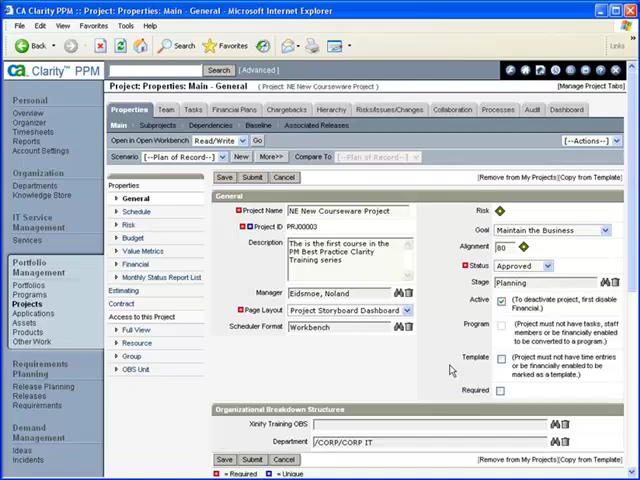 CA Clarity PPM :: Project: Properties: Main - General - Microsoft Internet Explorer
File Edit View Favorites Tools Help
Back Search Favorites Links
ca Clarity™ PPM Search [Advanced]
Project: Properties: Main - General ( Project NE New Courseware Project ) [Manage Project Tabs]
Properties Team Tasks Financial Plans Chargebacks Hierarchy Risks/Issues/Changes Collaboration Processes Audit Dashboard
Main Subprojects Dependencies Baseline Associated Releases
Open in Open Workbench Read/Write Go [--Actions--]
Scenario [--Plan of Record--] New More>> Compare To [--Plan of Record--]
Personal
Overview
Organizer
Timesheets
Reports
Account Settings
Organization
Departments
Knowledge Store
IT Service Management
Services
Portfolio Management
Portfolios
Programs
Projects
Applications
Assets
Products
Other Work
Requirements Planning
Release Planning
Releases
Requirements
Demand Management
Ideas
Incidents
Properties
General
Schedule
Risk
Budget
Value Metrics
Financial
Monthly Status Report List
Estimating
Contract
Access to this Project
Full View
Resource
Group
OBS Unit
Save Submit Cancel [Remove from My Projects] [Copy from Template]
General
Project Name NE New Courseware Project
Project ID PRJ00003
Description The is the first course in the
PM Best Practice Clarity
Training series
Manager Eidsmoe, Noland
Page Layout Project Storyboard Dashboard
Scheduler Format Workbench
Risk
Goal Maintain the Business
Alignment 80
Status Approved
Stage Planning
Active (To deactivate project, first disable
Financial.)
Program (Project must not have tasks, staff
members or be financially enabled
to be converted to a program.)
Template (Project must not have time entries
or be financially enabled to be
marked as a template.)
Required
Organizational Breakdown Structures
Xinify Training OBS
Department /CORP/CORP IT
Save Submit Cancel [Remove from My Projects] [Copy from Template]
= Required = Unique